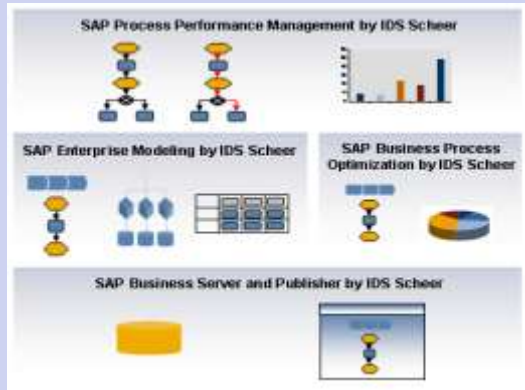 SAP Process Performance Management by IDS Scheer
SAP Enterprise Modeling by IDS Scheer
SAP Business Process
Optimization by IDS Scheer
SAP Business Server and Publisher by IDS Scheer